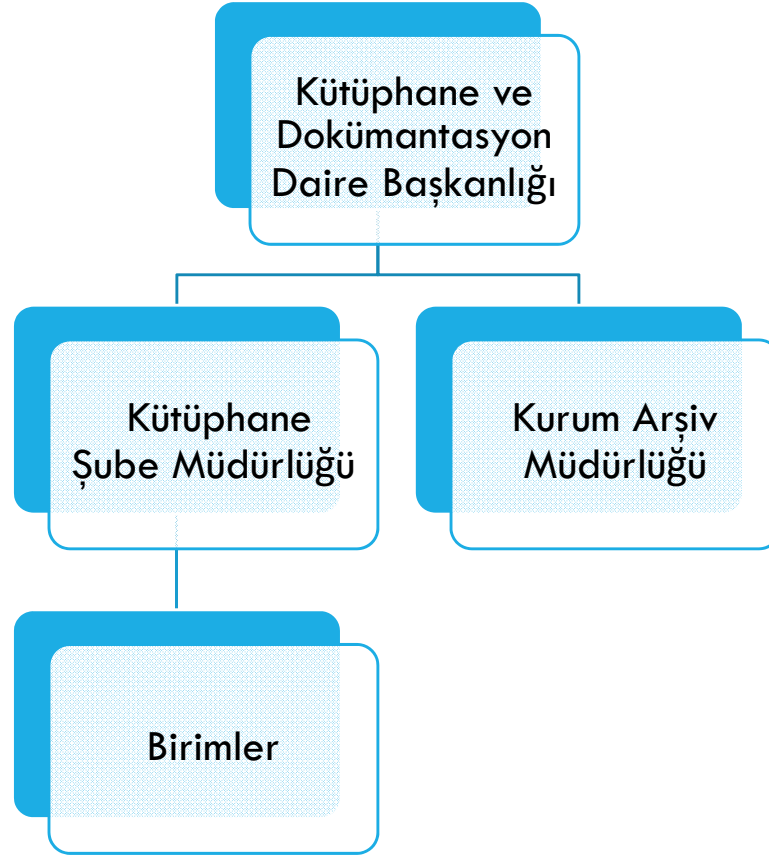 Kütüphane ve
Dokümantasyon
Daire Başkanlığı
Kütüphane
Şube Müdürlüğü
Kurum Arşiv
Müdürlüğü
Birimler